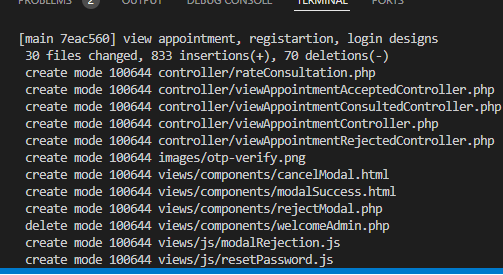 PROBLEMS 2 OUTPUT DEBUG CONSOLE TERMINAL PORTS
[main 7eac560] view appointment, registartion, login designs
30 files changed, 833 insertions(+), 70 deletions(-)
create mode 100644 controller/rateConsultation.php
create mode 100644 controller/viewAppointmentAcceptedController.php
create mode 100644 controller/viewAppointmentConsultedController.php
create mode 100644 controller/viewAppointmentController.php
create mode 100644 controller/viewAppointmentRejectedController.php
create mode 100644 images/otp-verify.png
create mode 100644 views/components/cancelModal.html
create mode 100644 views/components/modalSuccess.html
create mode 100644 views/components/rejectModal.php
delete mode 100644 views/components/welcomeAdmin.php
create mode 100644 views/js/modalRejection.js
create mode 100644 views/js/resetPassword.js